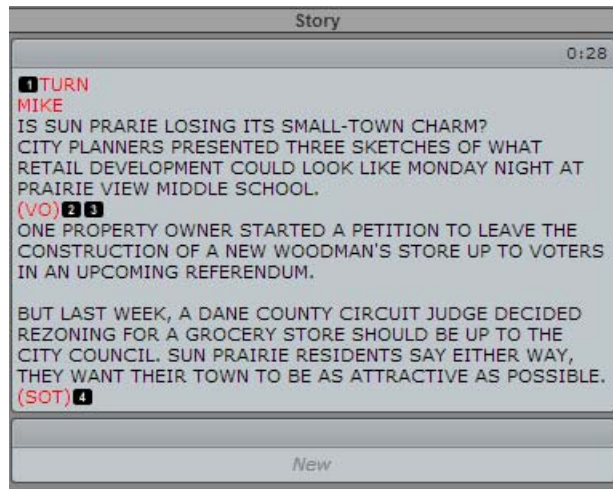 Story
0:28
1 TURN
MIKE
IS SUN PRARIE LOSING ITS SMALL-TOWN CHARM?
CITY PLANNERS PRESENTED THREE SKETCHES OF WHAT
RETAIL DEVELOPMENT COULD LOOK LIKE MONDAY NIGHT AT
PRAIRIE VIEW MIDDLE SCHOOL.
(VO) 2 3
ONE PROPERTY OWNER STARTED A PETITION TO LEAVE THE
CONSTRUCTION OF A NEW WOODMAN'S STORE UP TO VOTERS
IN AN UPCOMING REFERENDUM.
BUT LAST WEEK, A DANE COUNTY CIRCUIT JUDGE DECIDED
REZONING FOR A GROCERY STORE SHOULD BE UP TO THE
CITY COUNCIL. SUN PRAIRIE RESIDENTS SAY EITHER WAY,
THEY WANT THEIR TOWN TO BE AS ATTRACTIVE AS POSSIBLE.
(SOT) 4
New